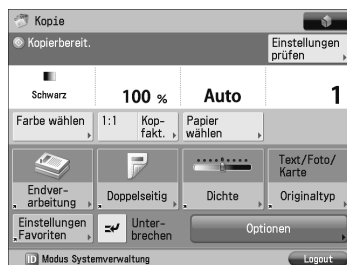 Kopie
Kopierbereit.
Einstellungen
prüfen
Schwarz
100 %
Auto
1
Farbe wählen
1:1
Kop-
fakt.
Papier
wählen
Endver-
arbeitung
Doppelseitig
Dichte
Text/Foto/
Karte
Originaltyp
Einstellungen
Favoriten
Unter-
brechen
Optionen
ID Modus Systemverwaltung
Logout